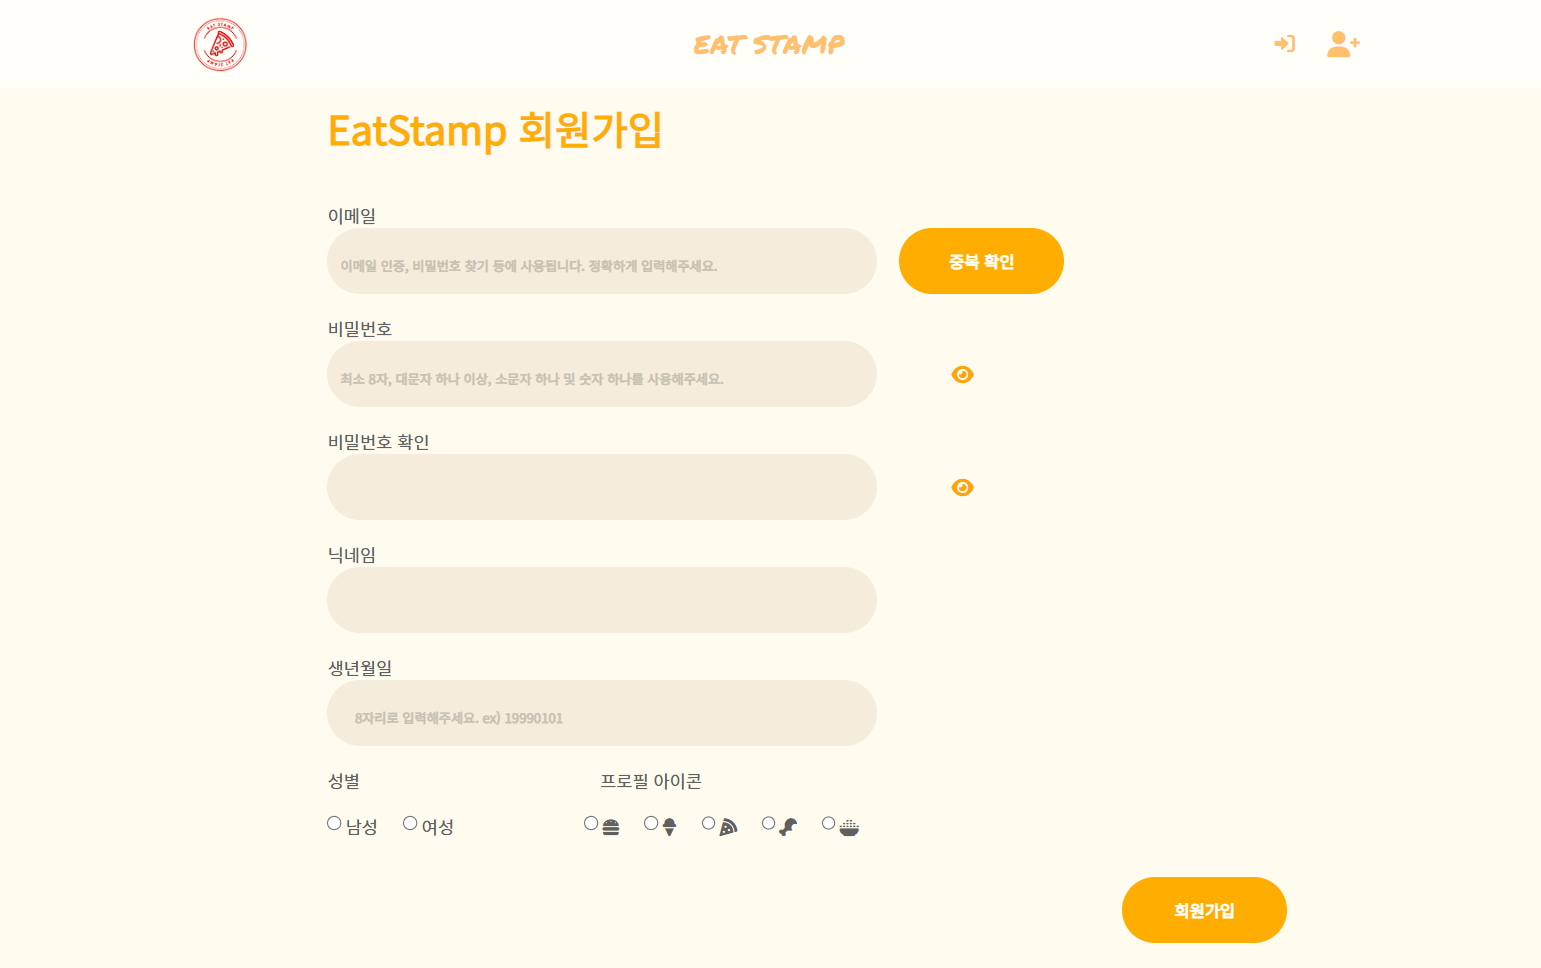 EAT STAMP
EAT STAMP
EAT STAMP
EatStamp 회원가입
이메일
이메일 인증, 비밀번호 찾기 등에 사용됩니다. 정확하게 입력해주세요.
중복 확인
비밀번호
최소 8자, 대문자 하나 이상, 소문자 하나 및 숫자 하나를 사용해주세요.
비밀번호 확인
닉네임
생년월일
8자리로 입력해주세요. ex) 19990101
성별
프로필 아이콘
남성
여성
회원가입